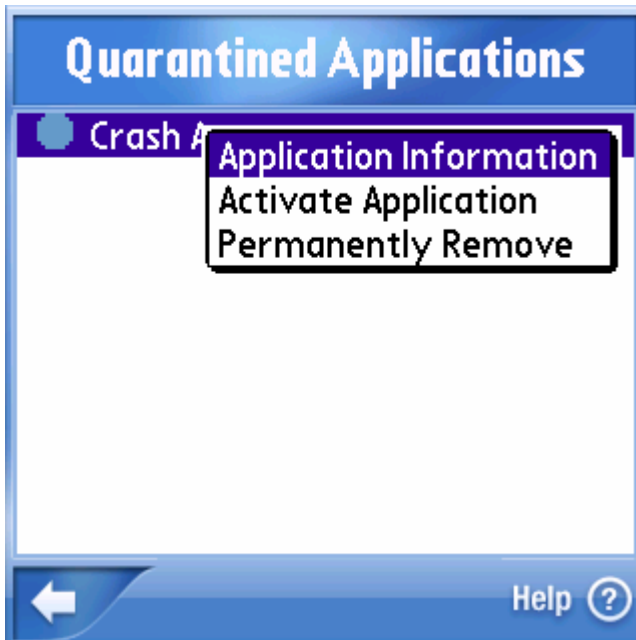 Quarantined Applications
Crash
Application Information
Activate Application
Permanently Remove
Help ?